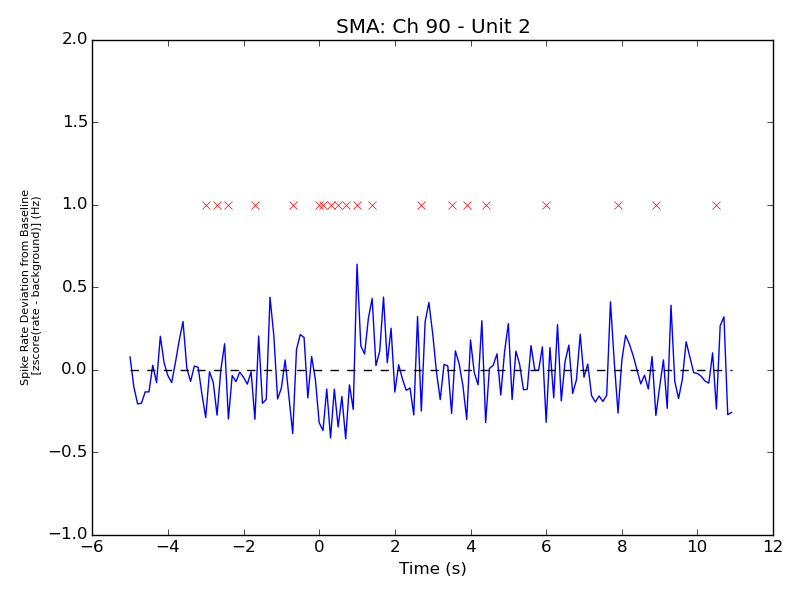 SMA: Ch 90 - Unit 2
2.0
1.5
1.0
0.5
0.0
−0.5
−1.0
Spike Rate Deviation from Baseline
[zscore(rate - background)] (Hz)
−6 −4 −2 0 2 4 6 8 10 12
Time (s)